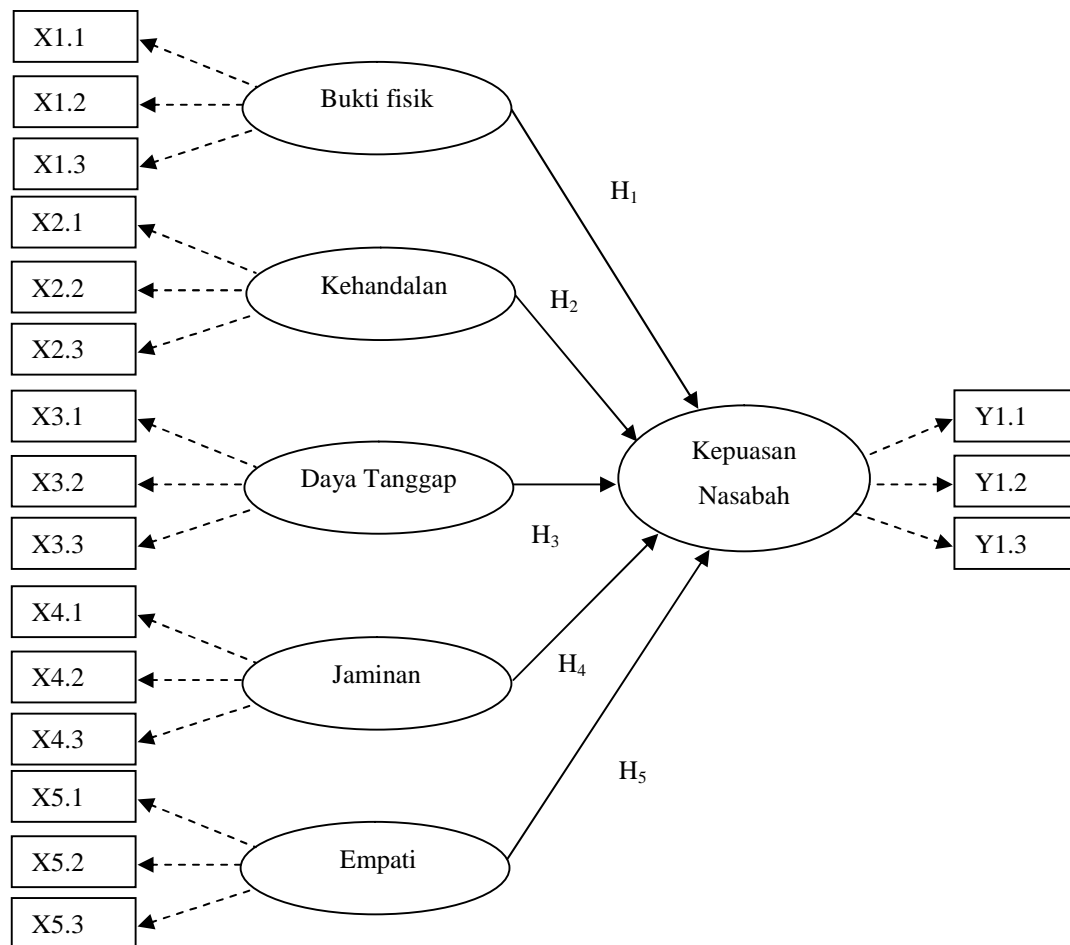 X1.1
X1.2
X1.3
Bukti fisik
H1
X2.1
X2.2
X2.3
Kehandalan
H2
X3.1
X3.2
X3.3
Daya Tanggap
H3
Kepuasan
Nasabah
Y1.1
Y1.2
Y1.3
X4.1
X4.2
X4.3
Jaminan
H4
X5.1
X5.2
X5.3
Empati
H5